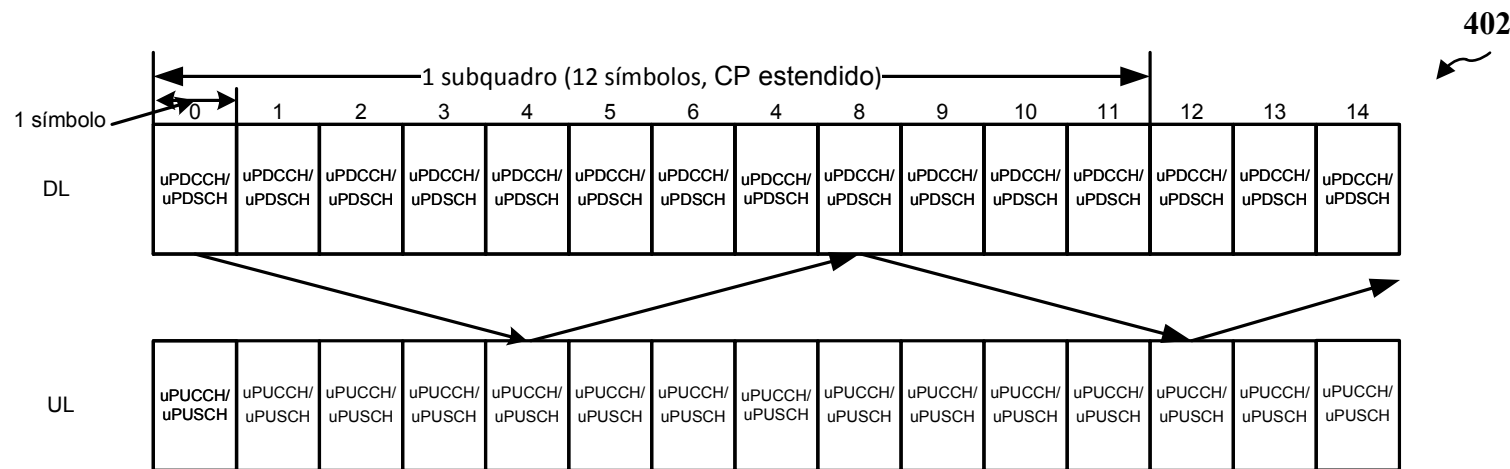 402
1 subquadro (12 símbolos, CP estendido)
1 símbolo
0 1 2 3 4 5 6 4 8 9 10 11 12 13 14
DL
uPDCCH/ uPDCCH/ uPDCCH/ uPDCCH/ uPDCCH/ uPDCCH/ uPDCCH/ uPDCCH/ uPDCCH/ uPDCCH/ uPDCCH/ uPDCCH/ uPDCCH/ uPDCCH/ uPDCCH/
uPDSCH uPDSCH uPDSCH uPDSCH uPDSCH uPDSCH uPDSCH uPDSCH uPDSCH uPDSCH uPDSCH uPDSCH uPDSCH uPDSCH uPDSCH
UL
uPUCCH/ uPUCCH/ uPUCCH/ uPUCCH/ uPUCCH/ uPUCCH/ uPUCCH/ uPUCCH/ uPUCCH/ uPUCCH/ uPUCCH/ uPUCCH/ uPUCCH/ uPUCCH/ uPUCCH/
uPUSCH uPUSCH uPUSCH uPUSCH uPUSCH uPUSCH uPUSCH uPUSCH uPUSCH uPUSCH uPUSCH uPUSCH uPUSCH uPUSCH uPUSCH